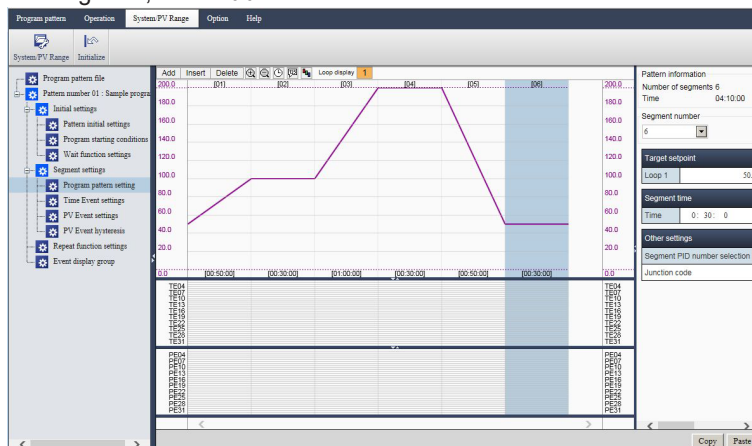 Program pattern Operation System/PV Range Option Help
System/PV Range Initialize
Program pattern file
Pattern number 01 : Sample progra
Initial settings
Pattern initial settings
Program starting conditions
Wait function settings
Segment settings
Program pattern setting
Time Event settings
PV Event settings
PV Event hysteresis
Repeat function settings
Event display group
Add Insert Delete Loop display 1
200.0 [01] [02] [03] [04] [05] [06] 200.0
180.0 180.0
160.0 160.0
140.0 140.0
120.0 120.0
100.0 100.0
80.0 80.0
60.0 60.0
40.0 40.0
20.0 20.0
0.0 [00:50:00] [00:30:00] [01:00:00] [00:30:00] [00:50:00] [00:30:00] 0.0
TE04 TE04
TE07 TE07
TE10 TE10
TE13 TE13
TE16 TE16
TE19 TE19
TE22 TE22
TE25 TE25
TE28 TE28
TE31 TE31
PE04 PE04
PE07 PE07
PE10 PE10
PE13 PE13
PE16 PE16
PE19 PE19
PE22 PE22
PE25 PE25
PE28 PE28
PE31 PE31
Pattern information
Number of segments 6
Time 04:10:00
Segment number
6
Target setpoint
Loop 1 50.
Segment time
Time 0: 30: 0
Other settings
Segment PID number selection
Junction code
Copy Paste